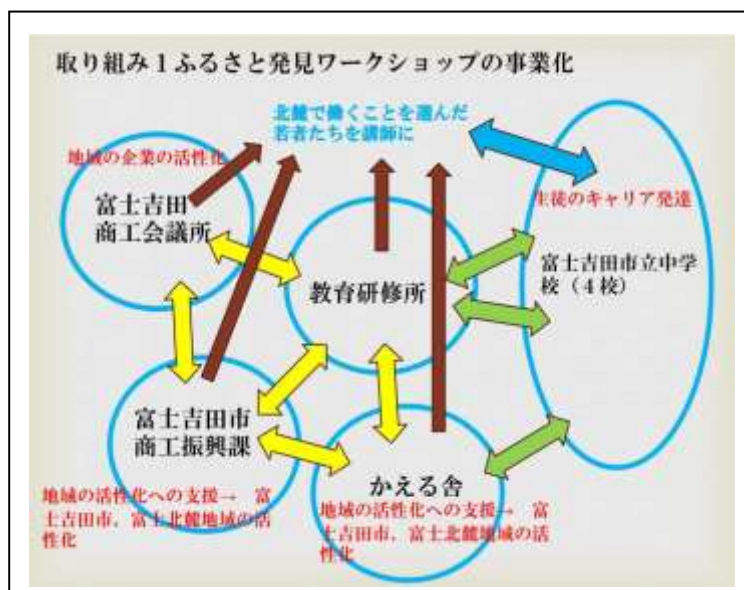 取り組み１ふるさと発見ワークショップの事業化
北麓で働くことを選んだ
若者たちを講師に
地域の企業の活性化
富士吉田
商工会議所
生徒のキャリア発達
富士吉田市立中学
校（４校）
教育研修所
富士吉田市
商工振興課
地域の活性化への支援→　富
士吉田市、富士北麓地域の活
性化
かえる舎
地域の活性化への支援→　富
士吉田市、富士北麓地域の活
性化